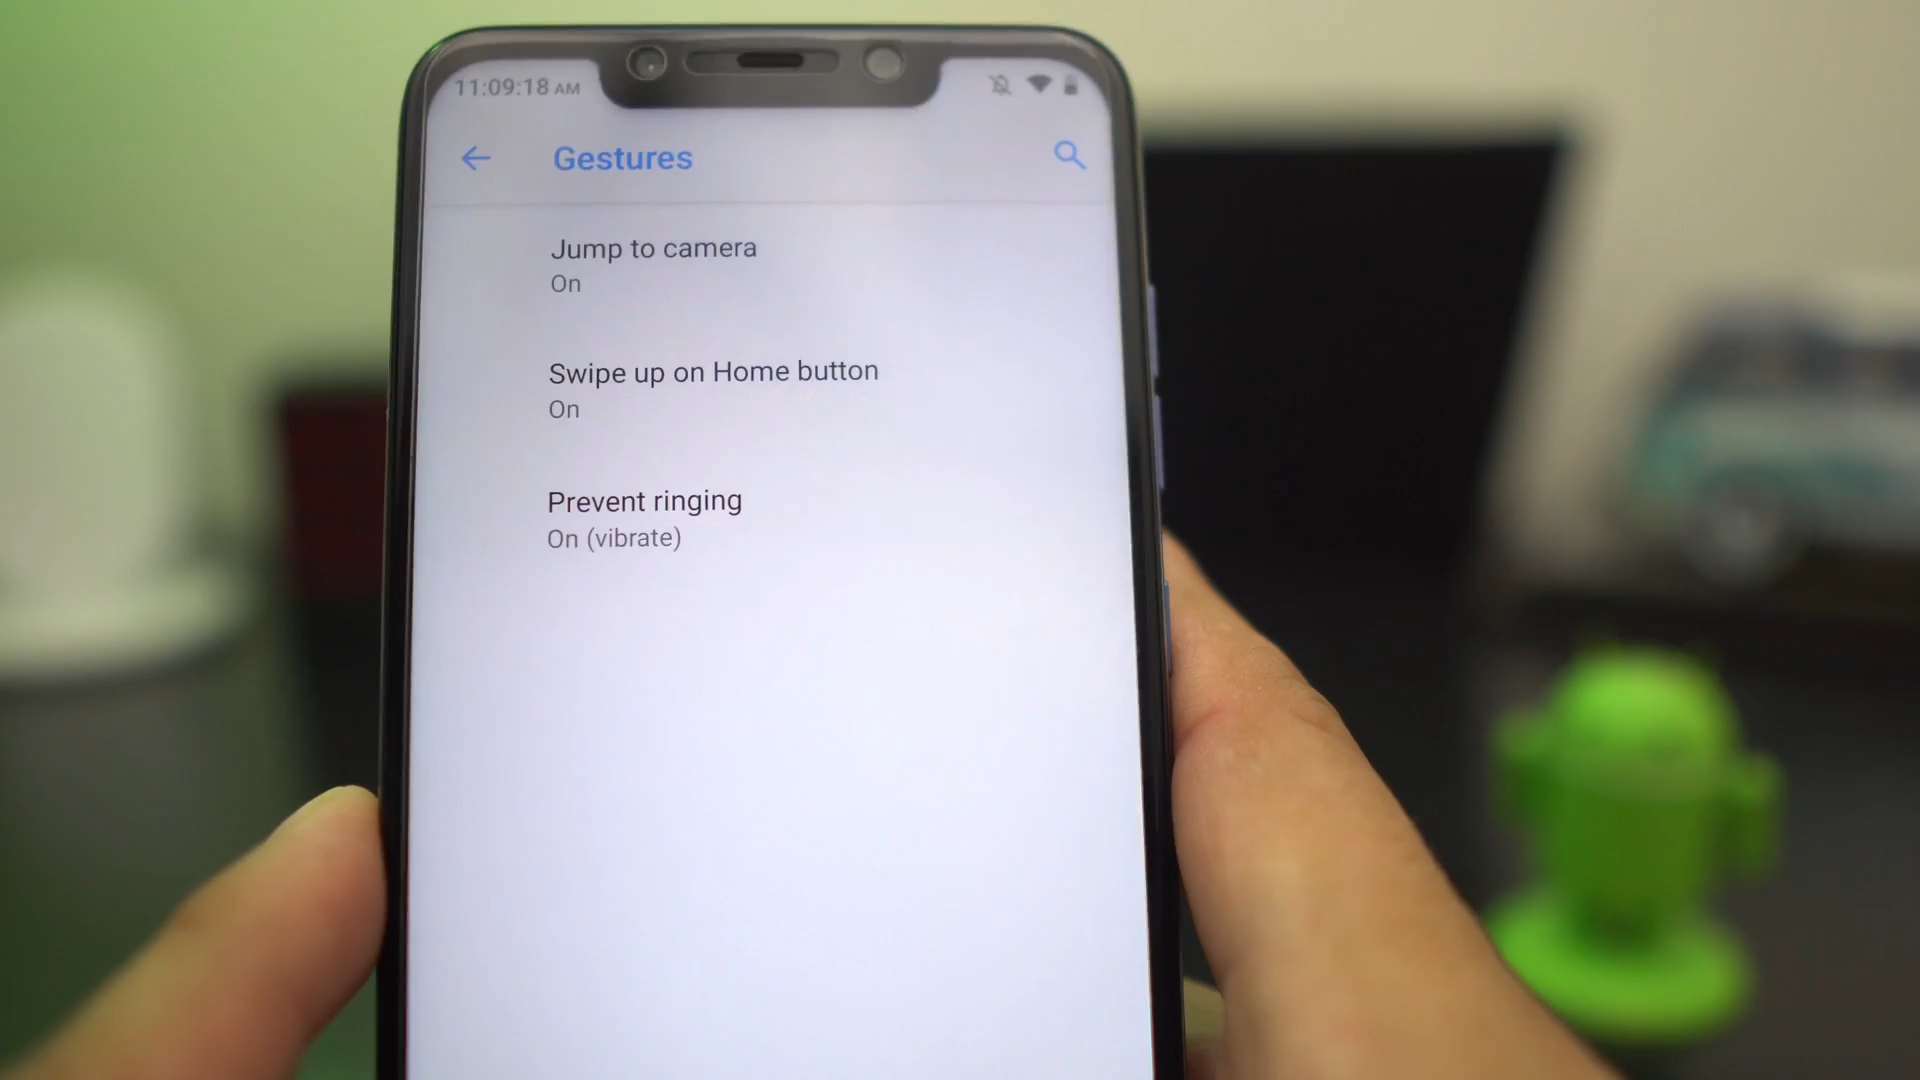 11:09:18 AM
Gestures
Jump to camera
On
Swipe up on Home button
On
Prevent ringing
On (vibrate)